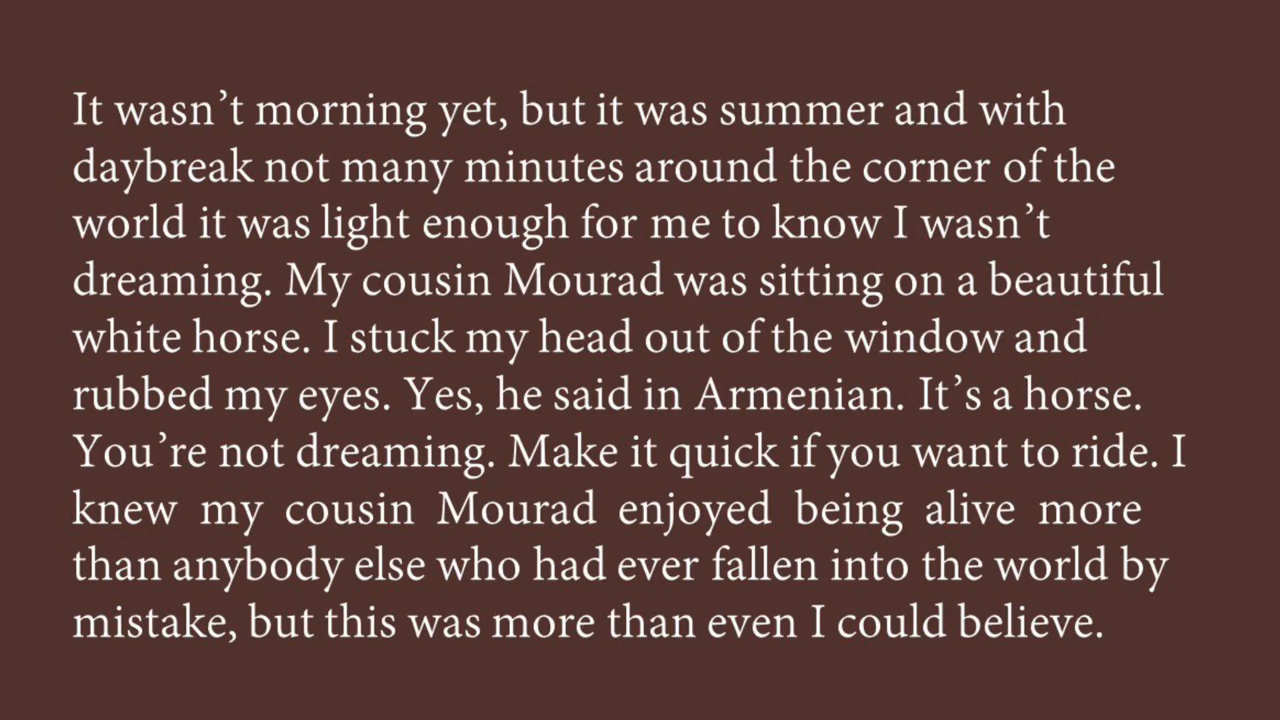 It wasn’t morning yet, but it was summer and with
daybreak not many minutes around the corner of the
world it was light enough for me to know I wasn’t
dreaming. My cousin Mourad was sitting on a beautiful
white horse. I stuck my head out of the window and
rubbed my eyes. Yes, he said in Armenian. It’s a horse.
You’re not dreaming. Make it quick if you want to ride. I
knew my cousin Mourad enjoyed being alive more
than anybody else who had ever fallen into the world by
mistake, but this was more than even I could believe.